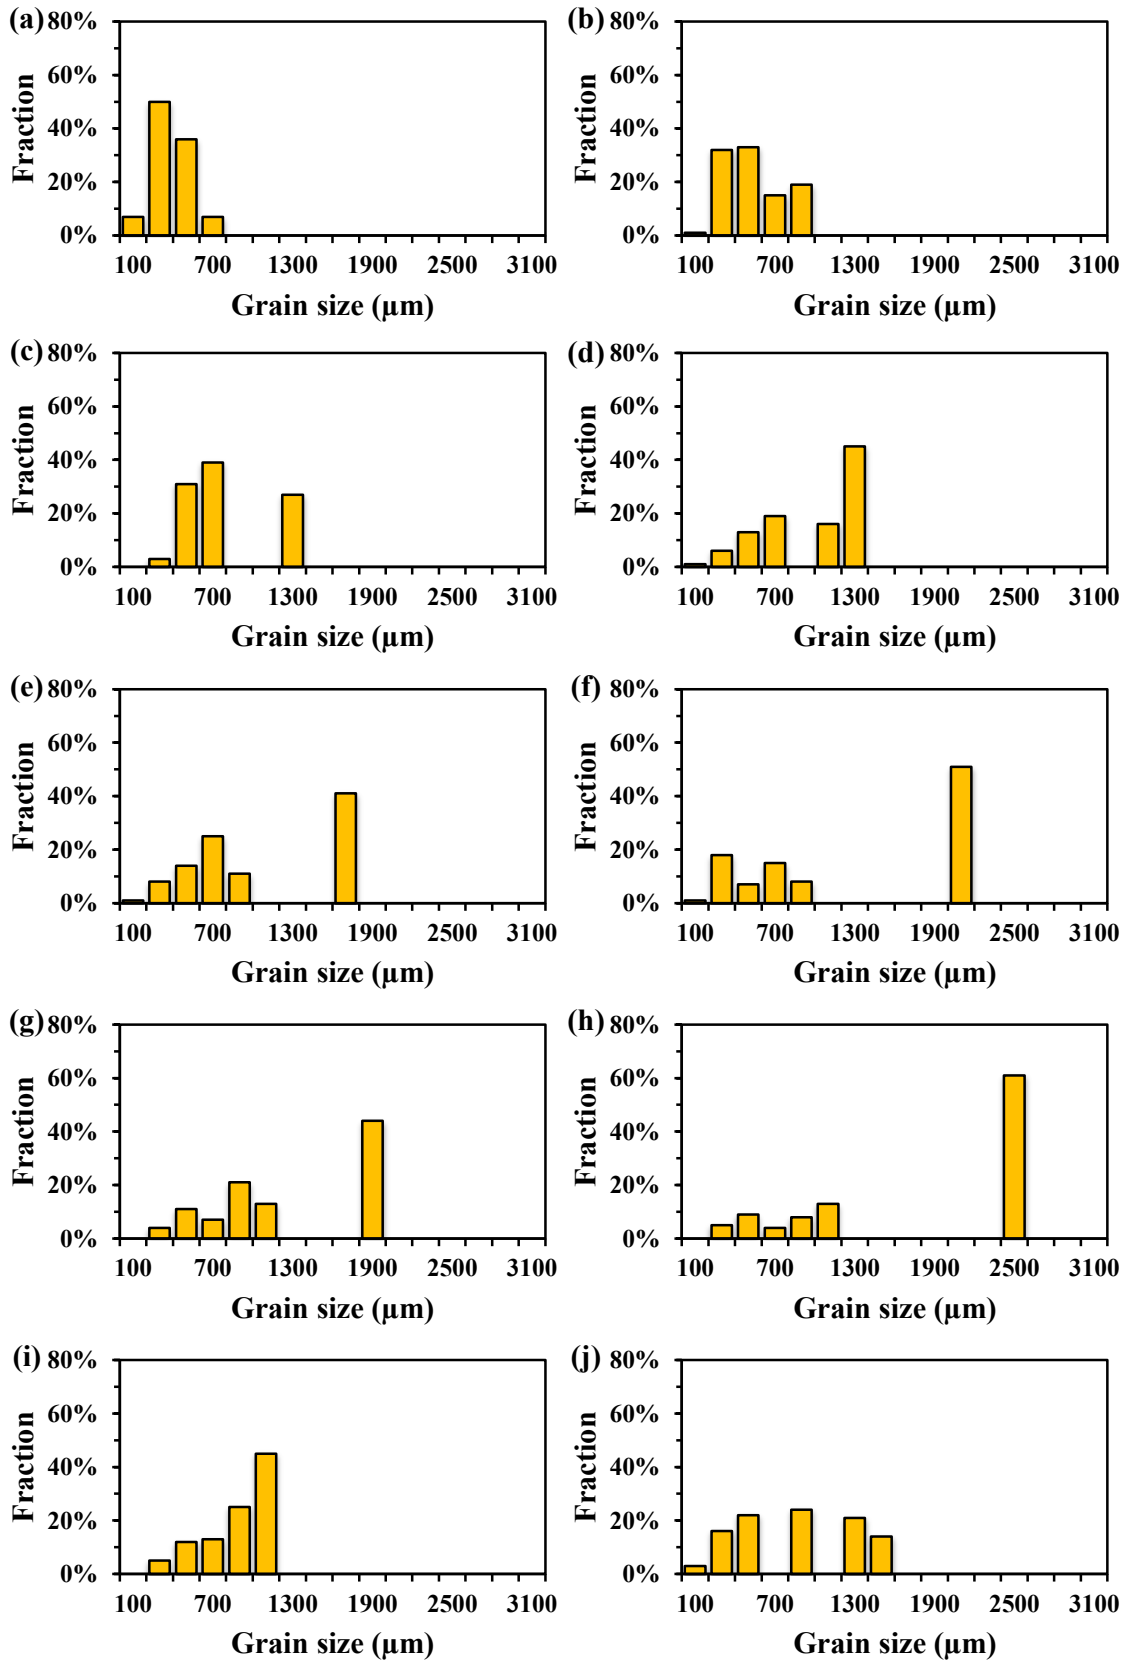 (a) 80%
60%
40%
20%
0%
Fraction
100 700 1300 1900 2500 3100
Grain size (µm)
(b) 80%
60%
40%
20%
0%
Fraction
100 700 1300 1900 2500 3100
Grain size (µm)
(c) 80%
60%
40%
20%
0%
Fraction
100 700 1300 1900 2500 3100
Grain size (µm)
(d) 80%
60%
40%
20%
0%
Fraction
100 700 1300 1900 2500 3100
Grain size (µm)
(e) 80%
60%
40%
20%
0%
Fraction
100 700 1300 1900 2500 3100
Grain size (µm)
(f) 80%
60%
40%
20%
0%
Fraction
100 700 1300 1900 2500 3100
Grain size (µm)
(g) 80%
60%
40%
20%
0%
Fraction
100 700 1300 1900 2500 3100
Grain size (µm)
(h) 80%
60%
40%
20%
0%
Fraction
100 700 1300 1900 2500 3100
Grain size (µm)
(i) 80%
60%
40%
20%
0%
Fraction
100 700 1300 1900 2500 3100
Grain size (µm)
(j) 80%
60%
40%
20%
0%
Fraction
100 700 1300 1900 2500 3100
Grain size (µm)